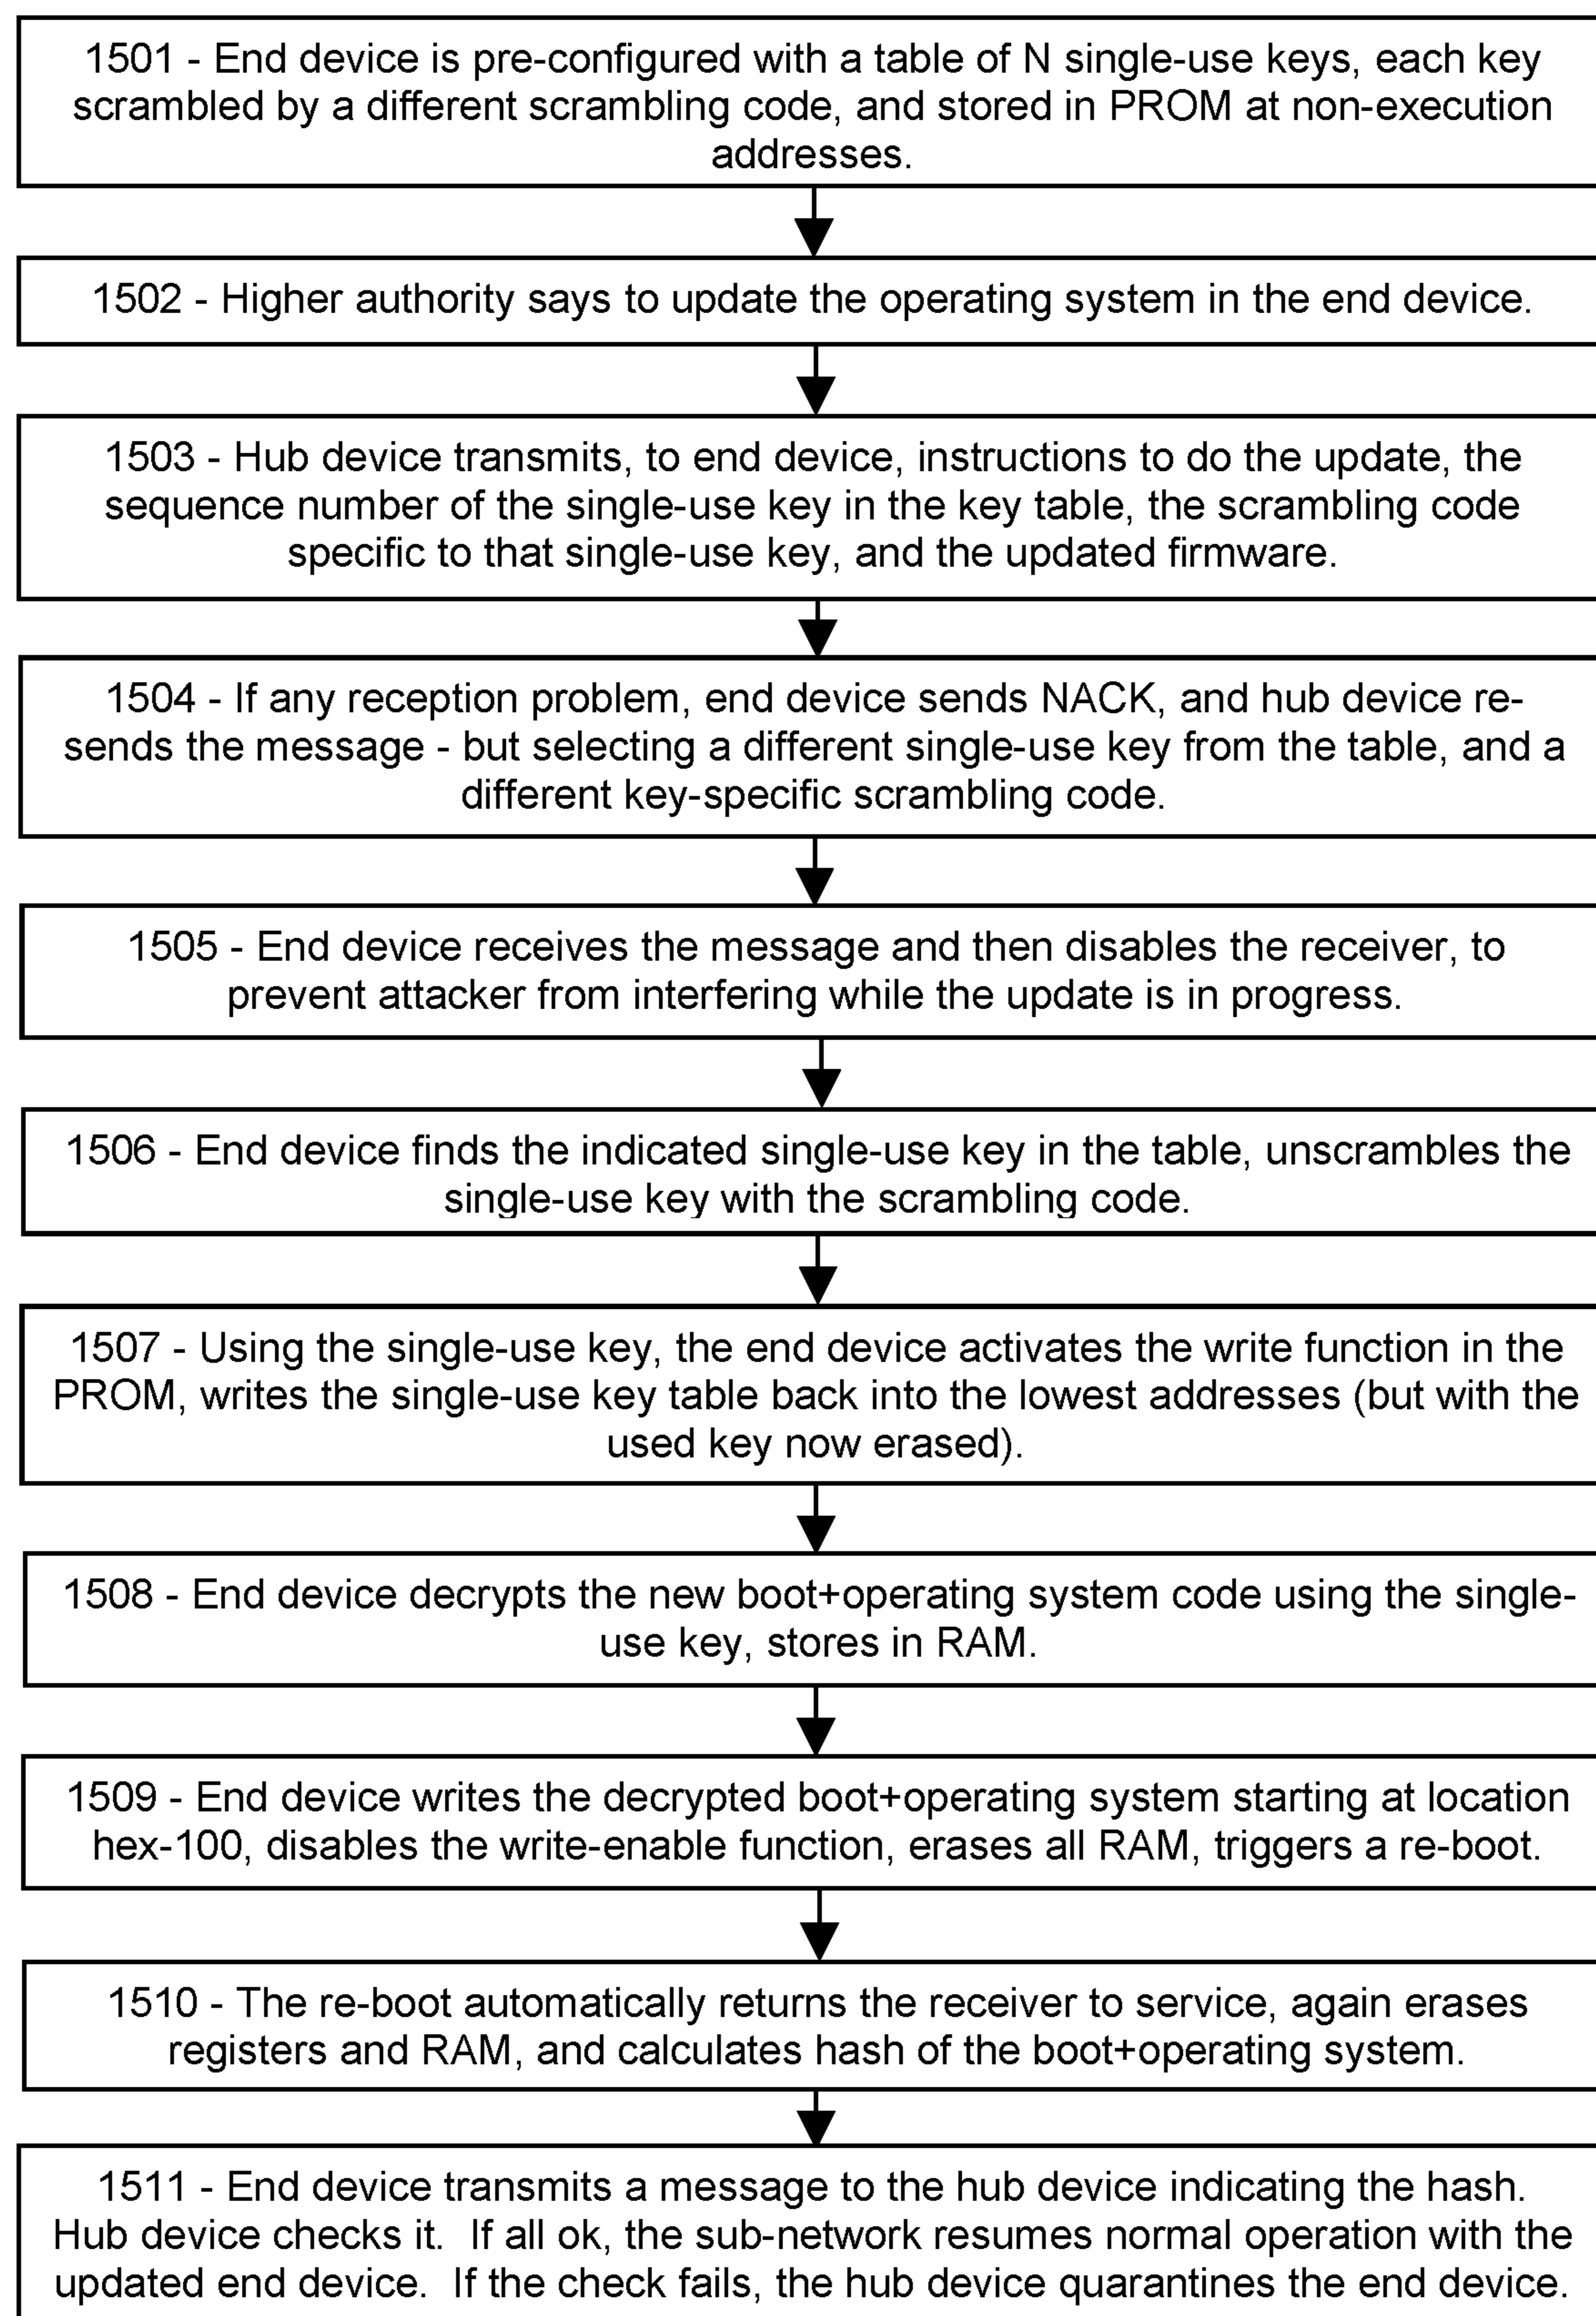 1501 - End device is pre-configured with a table of N single-use keys, each key
scrambled by a different scrambling code, and stored in PROM at non-execution
addresses.
1502 - Higher authority says to update the operating system in the end device.
1503 - Hub device transmits, to end device, instructions to do the update, the
sequence number of the single-use key in the key table, the scrambling code
specific to that single-use key, and the updated firmware.
1504 - If any reception problem, end device sends NACK, and hub device re-
sends the message - but selecting a different single-use key from the table, and a
different key-specific scrambling code.
1505 - End device receives the message and then disables the receiver, to
prevent attacker from interfering while the update is in progress.
1506 - End device finds the indicated single-use key in the table, unscrambles the
single-use key with the scrambling code.
1507 - Using the single-use key, the end device activates the write function in the
PROM, writes the single-use key table back into the lowest addresses (but with the
used key now erased).
1508 - End device decrypts the new boot+operating system code using the single-
use key, stores in RAM.
1509 - End device writes the decrypted boot+operating system starting at location
hex-100, disables the write-enable function, erases all RAM, triggers a re-boot.
1510 - The re-boot automatically returns the receiver to service, again erases
registers and RAM, and calculates hash of the boot+operating system.
1511 - End device transmits a message to the hub device indicating the hash.
Hub device checks it.  If all ok, the sub-network resumes normal operation with the
updated end device.  If the check fails, the hub device quarantines the end device.